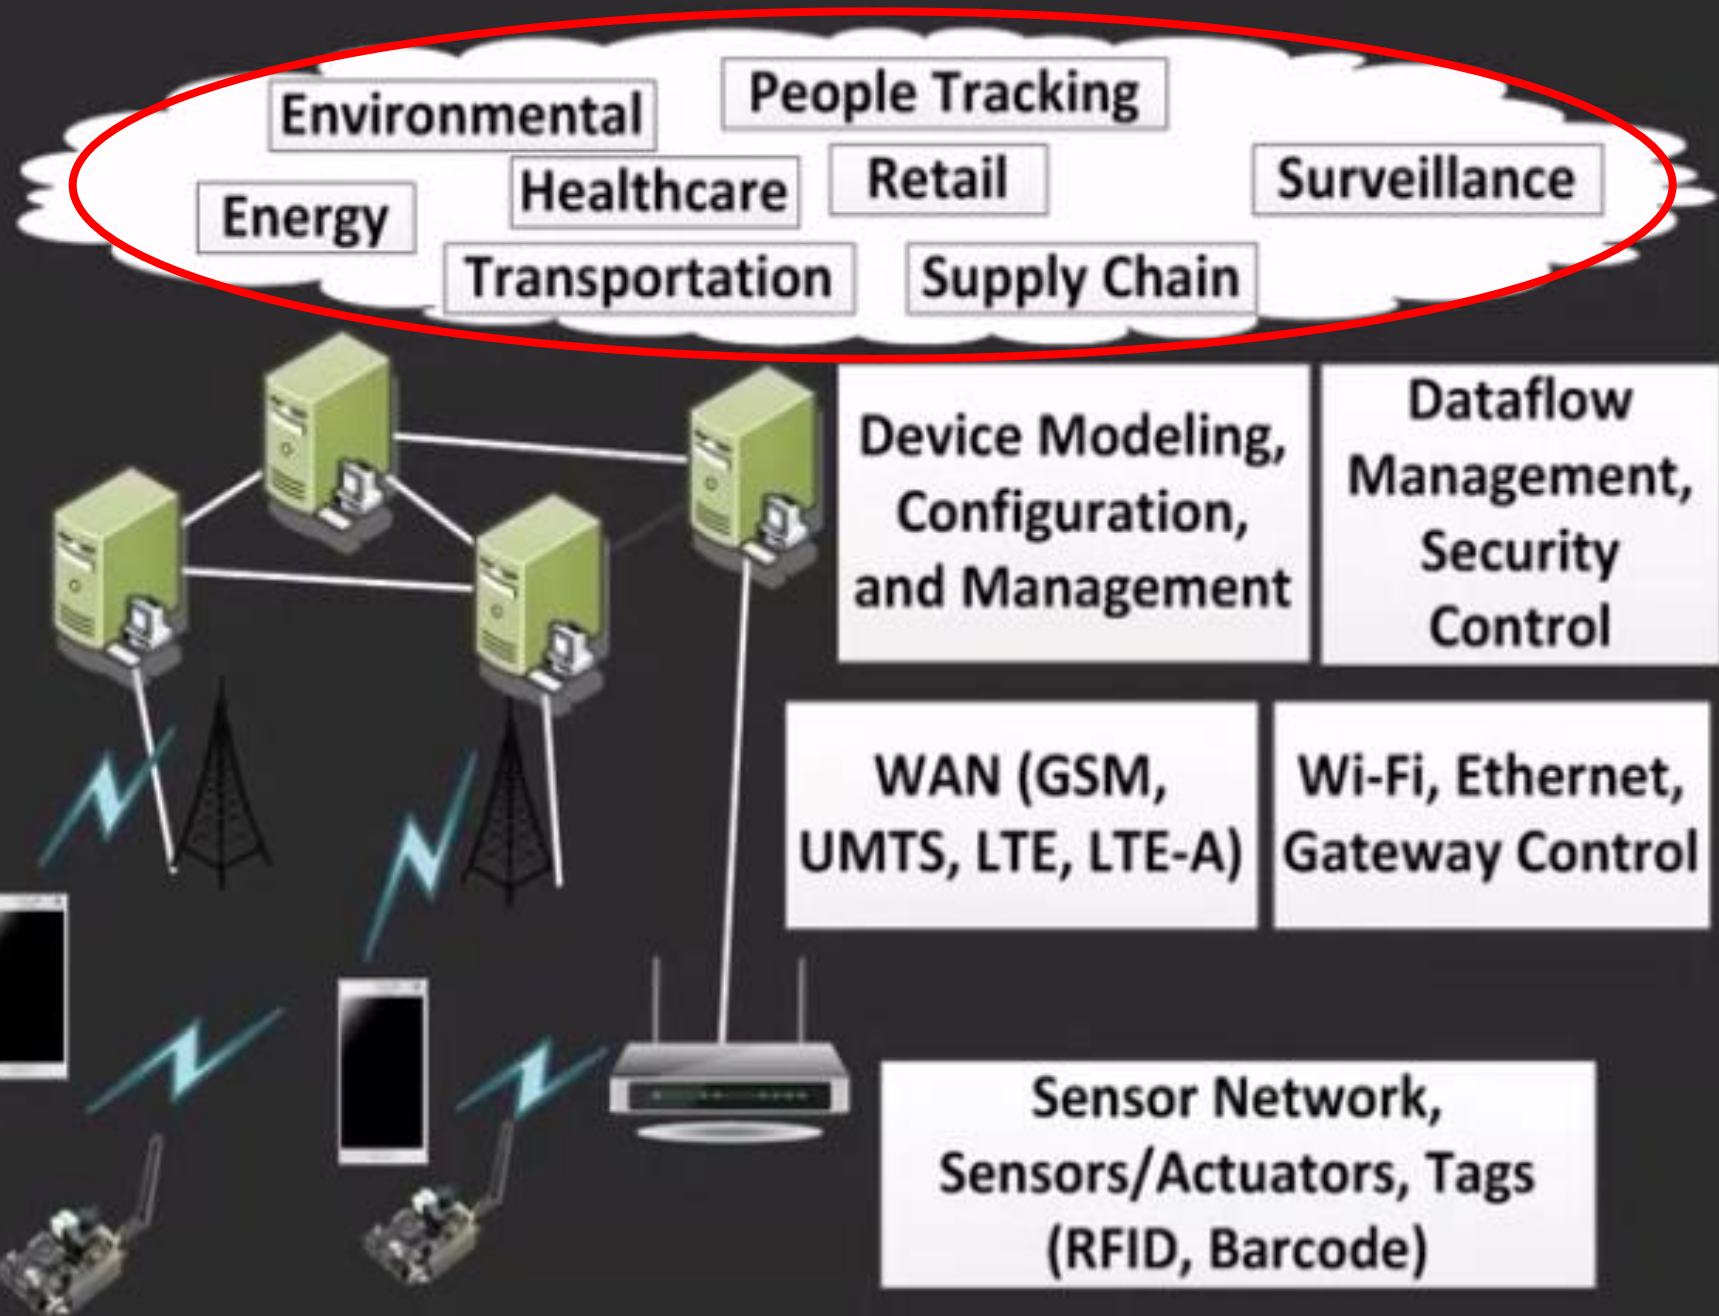 Environmental
People Tracking
Energy
Healthcare
Retail
Surveillance
Transportation
Supply Chain
Device Modeling,
Configuration,
and Management
Dataflow
Management,
Security
Control
WAN (GSM,
UMTS, LTE, LTE-A)
Wi-Fi, Ethernet,
Gateway Control
Sensor Network,
Sensors/Actuators, Tags
(RFID, Barcode)